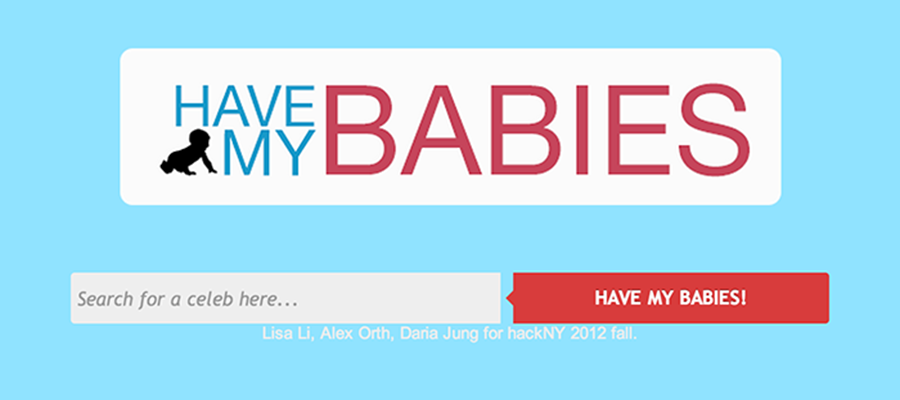 HAVE
MY BABIES
Search for a celeb here...
HAVE MY BABIES!
Lisa Li, Alex Orth, Daria Jung for hackNY 2012 fall.